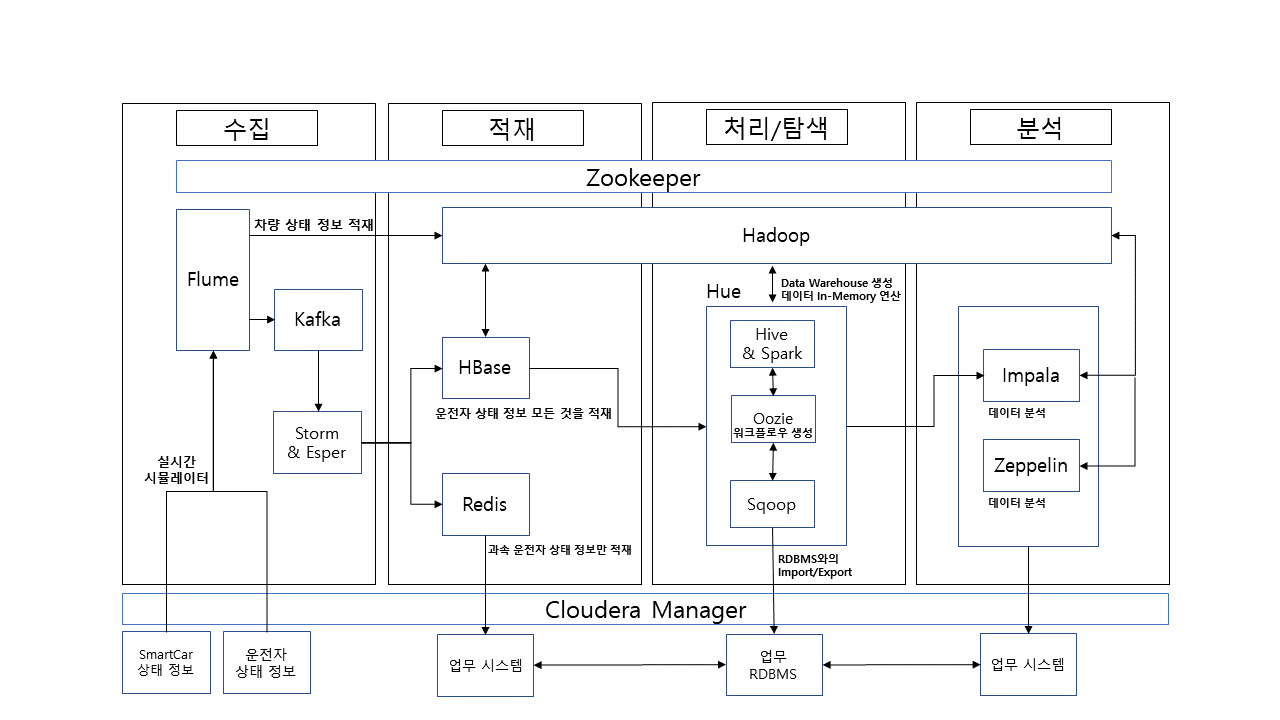 수집
적재
처리/탐색
분석
Zookeeper
차량 상태 정보 적재
Hadoop
Flume
Kafka
Data Warehouse 생성
데이터 In-Memory 연산
Hue
Hive
& Spark
HBase
운전자 상태 정보 모든 것을 적재
Oozie
워크플로우 생성
Impala
데이터 분석
Storm
& Esper
실시간
시뮬레이터
Redis
과속 운전자 상태 정보만 적재
Sqoop
Zeppelin
데이터 분석
RDBMS와의
Import/Export
Cloudera Manager
SmartCar
상태 정보
운전자
상태 정보
업무 시스템
업무
RDBMS
업무 시스템